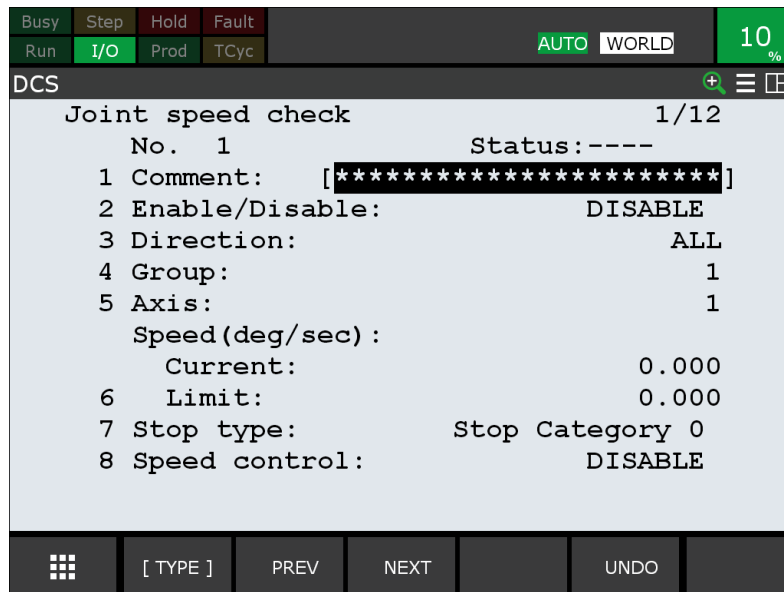 Busy Step Hold Fault
Run I/O Prod TCyc AUTO WORLD 10 %
DCS
Joint speed check 1/12
No. 1 Status:----
1 Comment: [***********************]
2 Enable/Disable: DISABLE
3 Direction: ALL
4 Group: 1
5 Axis: 1
Speed(deg/sec):
Current: 0.000
6 Limit: 0.000
7 Stop type: Stop Category 0
8 Speed control: DISABLE
[ TYPE ] PREV NEXT UNDO